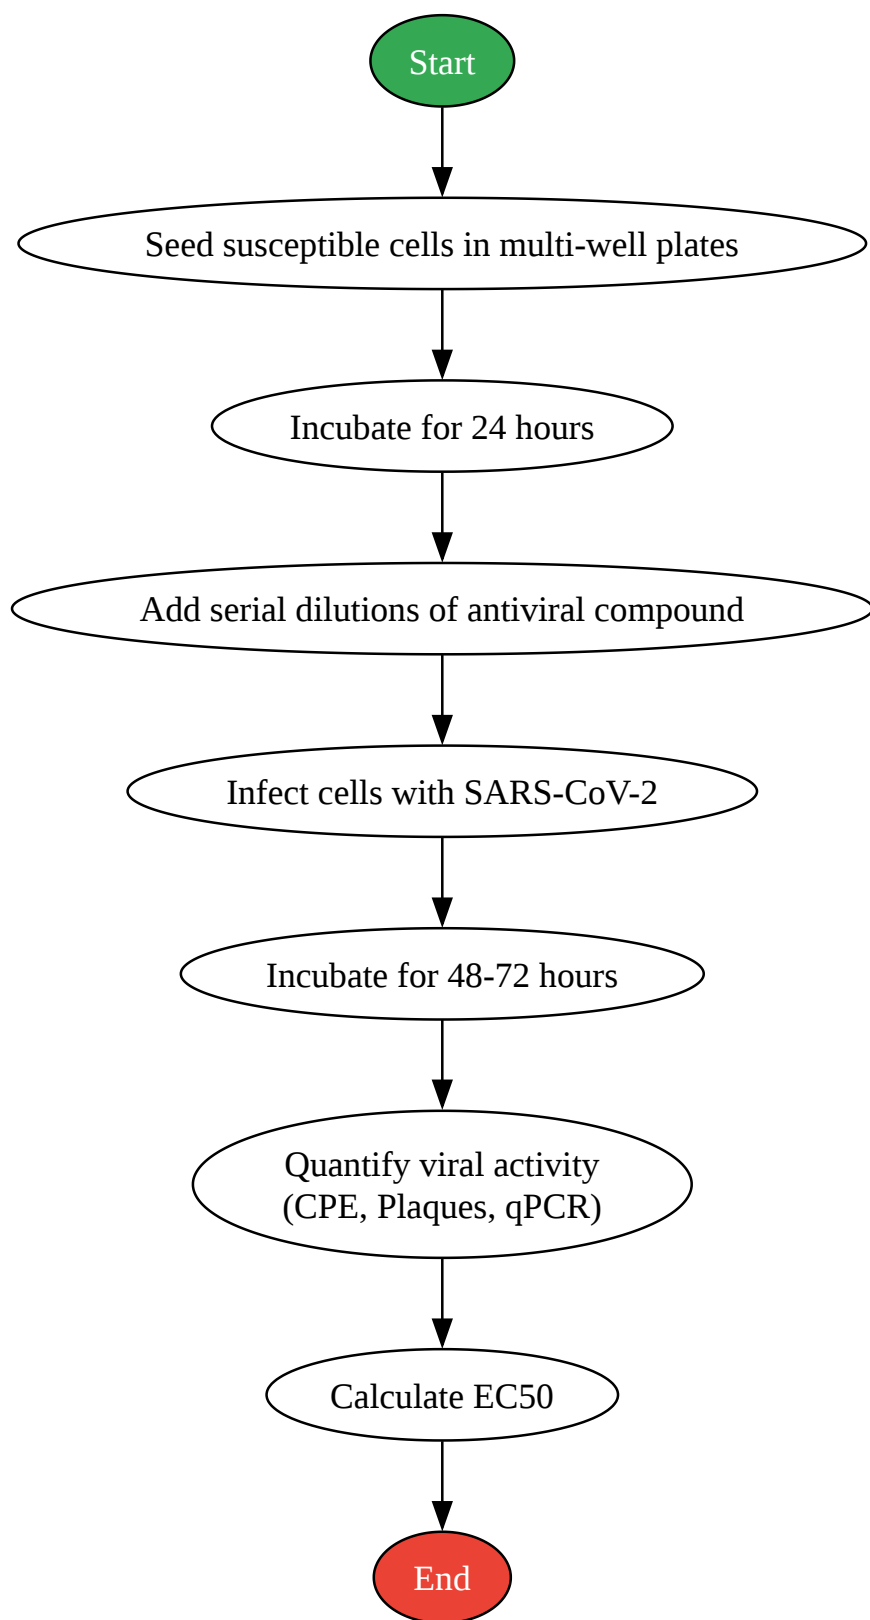 Start
Seed susceptible cells in multi-well plates
Incubate for 24 hours
Add serial dilutions of antiviral compound
Infect cells with SARS-CoV-2
Incubate for 48-72 hours
Quantify viral activity
(CPE, Plaques, qPCR)
Calculate EC50
End